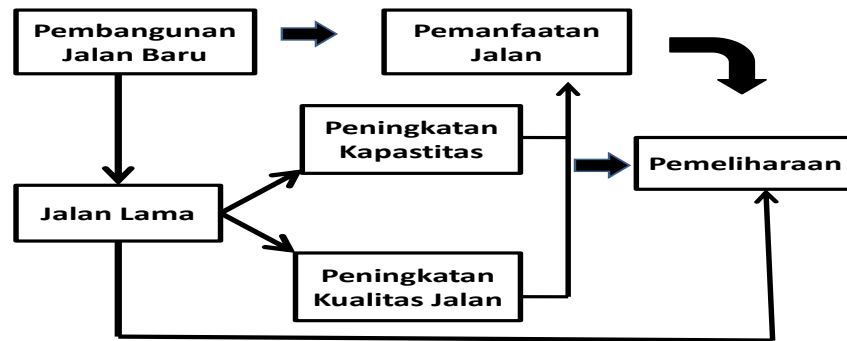 Pembangunan
Jalan Baru
Pemanfaatan
Jalan
Peningkatan
Kapastitas
Pemeliharaan
Jalan Lama
Peningkatan
Kualitas Jalan